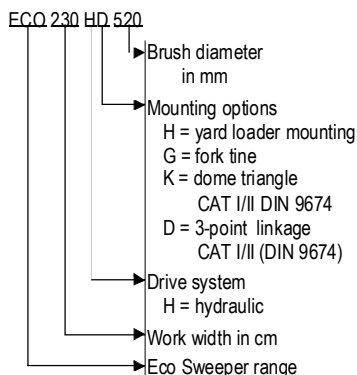 ECO 230 HD 520
Brush diameter
in mm
Mounting options
H = yard loader mounting
G = fork tine
K = dome triangle
CAT I/II DIN 9674
D = 3-point linkage
CAT I/II (DIN 9674)
Drive system
H = hydraulic
Work width in cm
Eco Sweeper range